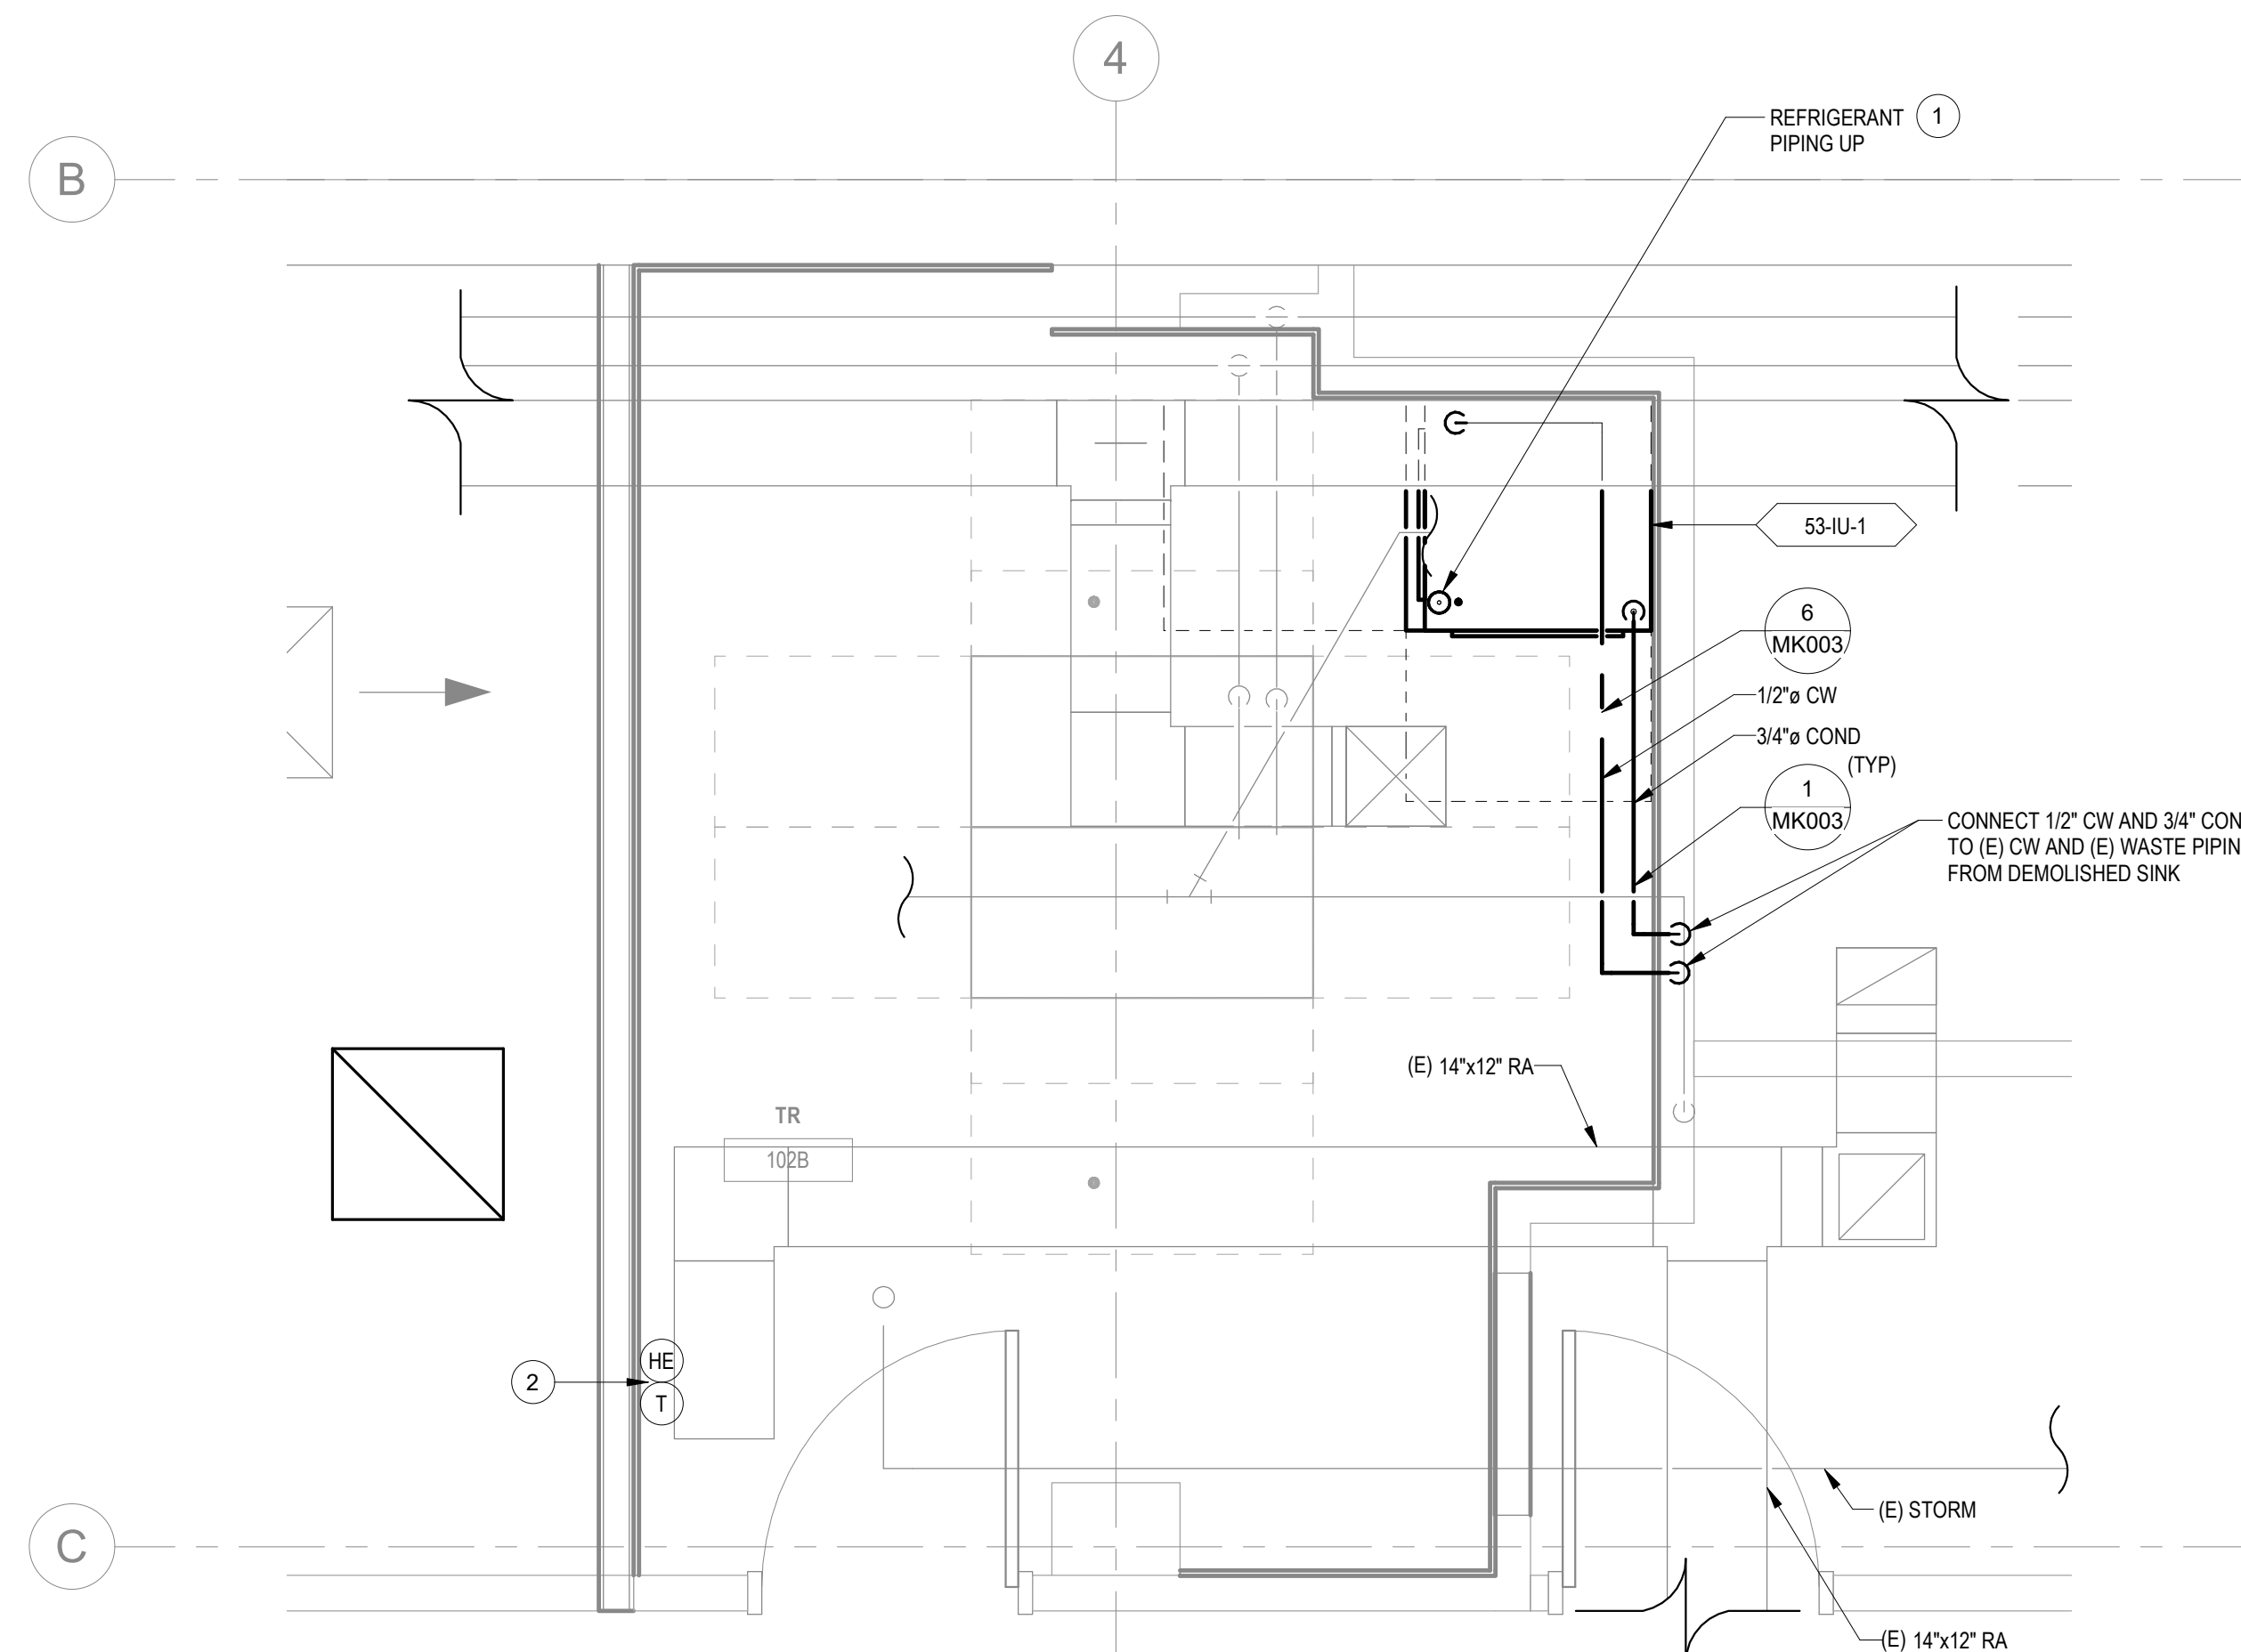 4
REFRIGERANT 1
PIPING UP
B
53-IU-1
6
MK003
1/2"ø CW
3/4"ø COND
(TYP)
1
MK003
CONNECT 1/2" CW AND 3/4" CON
TO (E) CW AND (E) WASTE PIPIN
FROM DEMOLISHED SINK
(E) 14"x12" RA
TR
102B
HE
2
T
(E) STORM
C
(E) 14"x12" RA